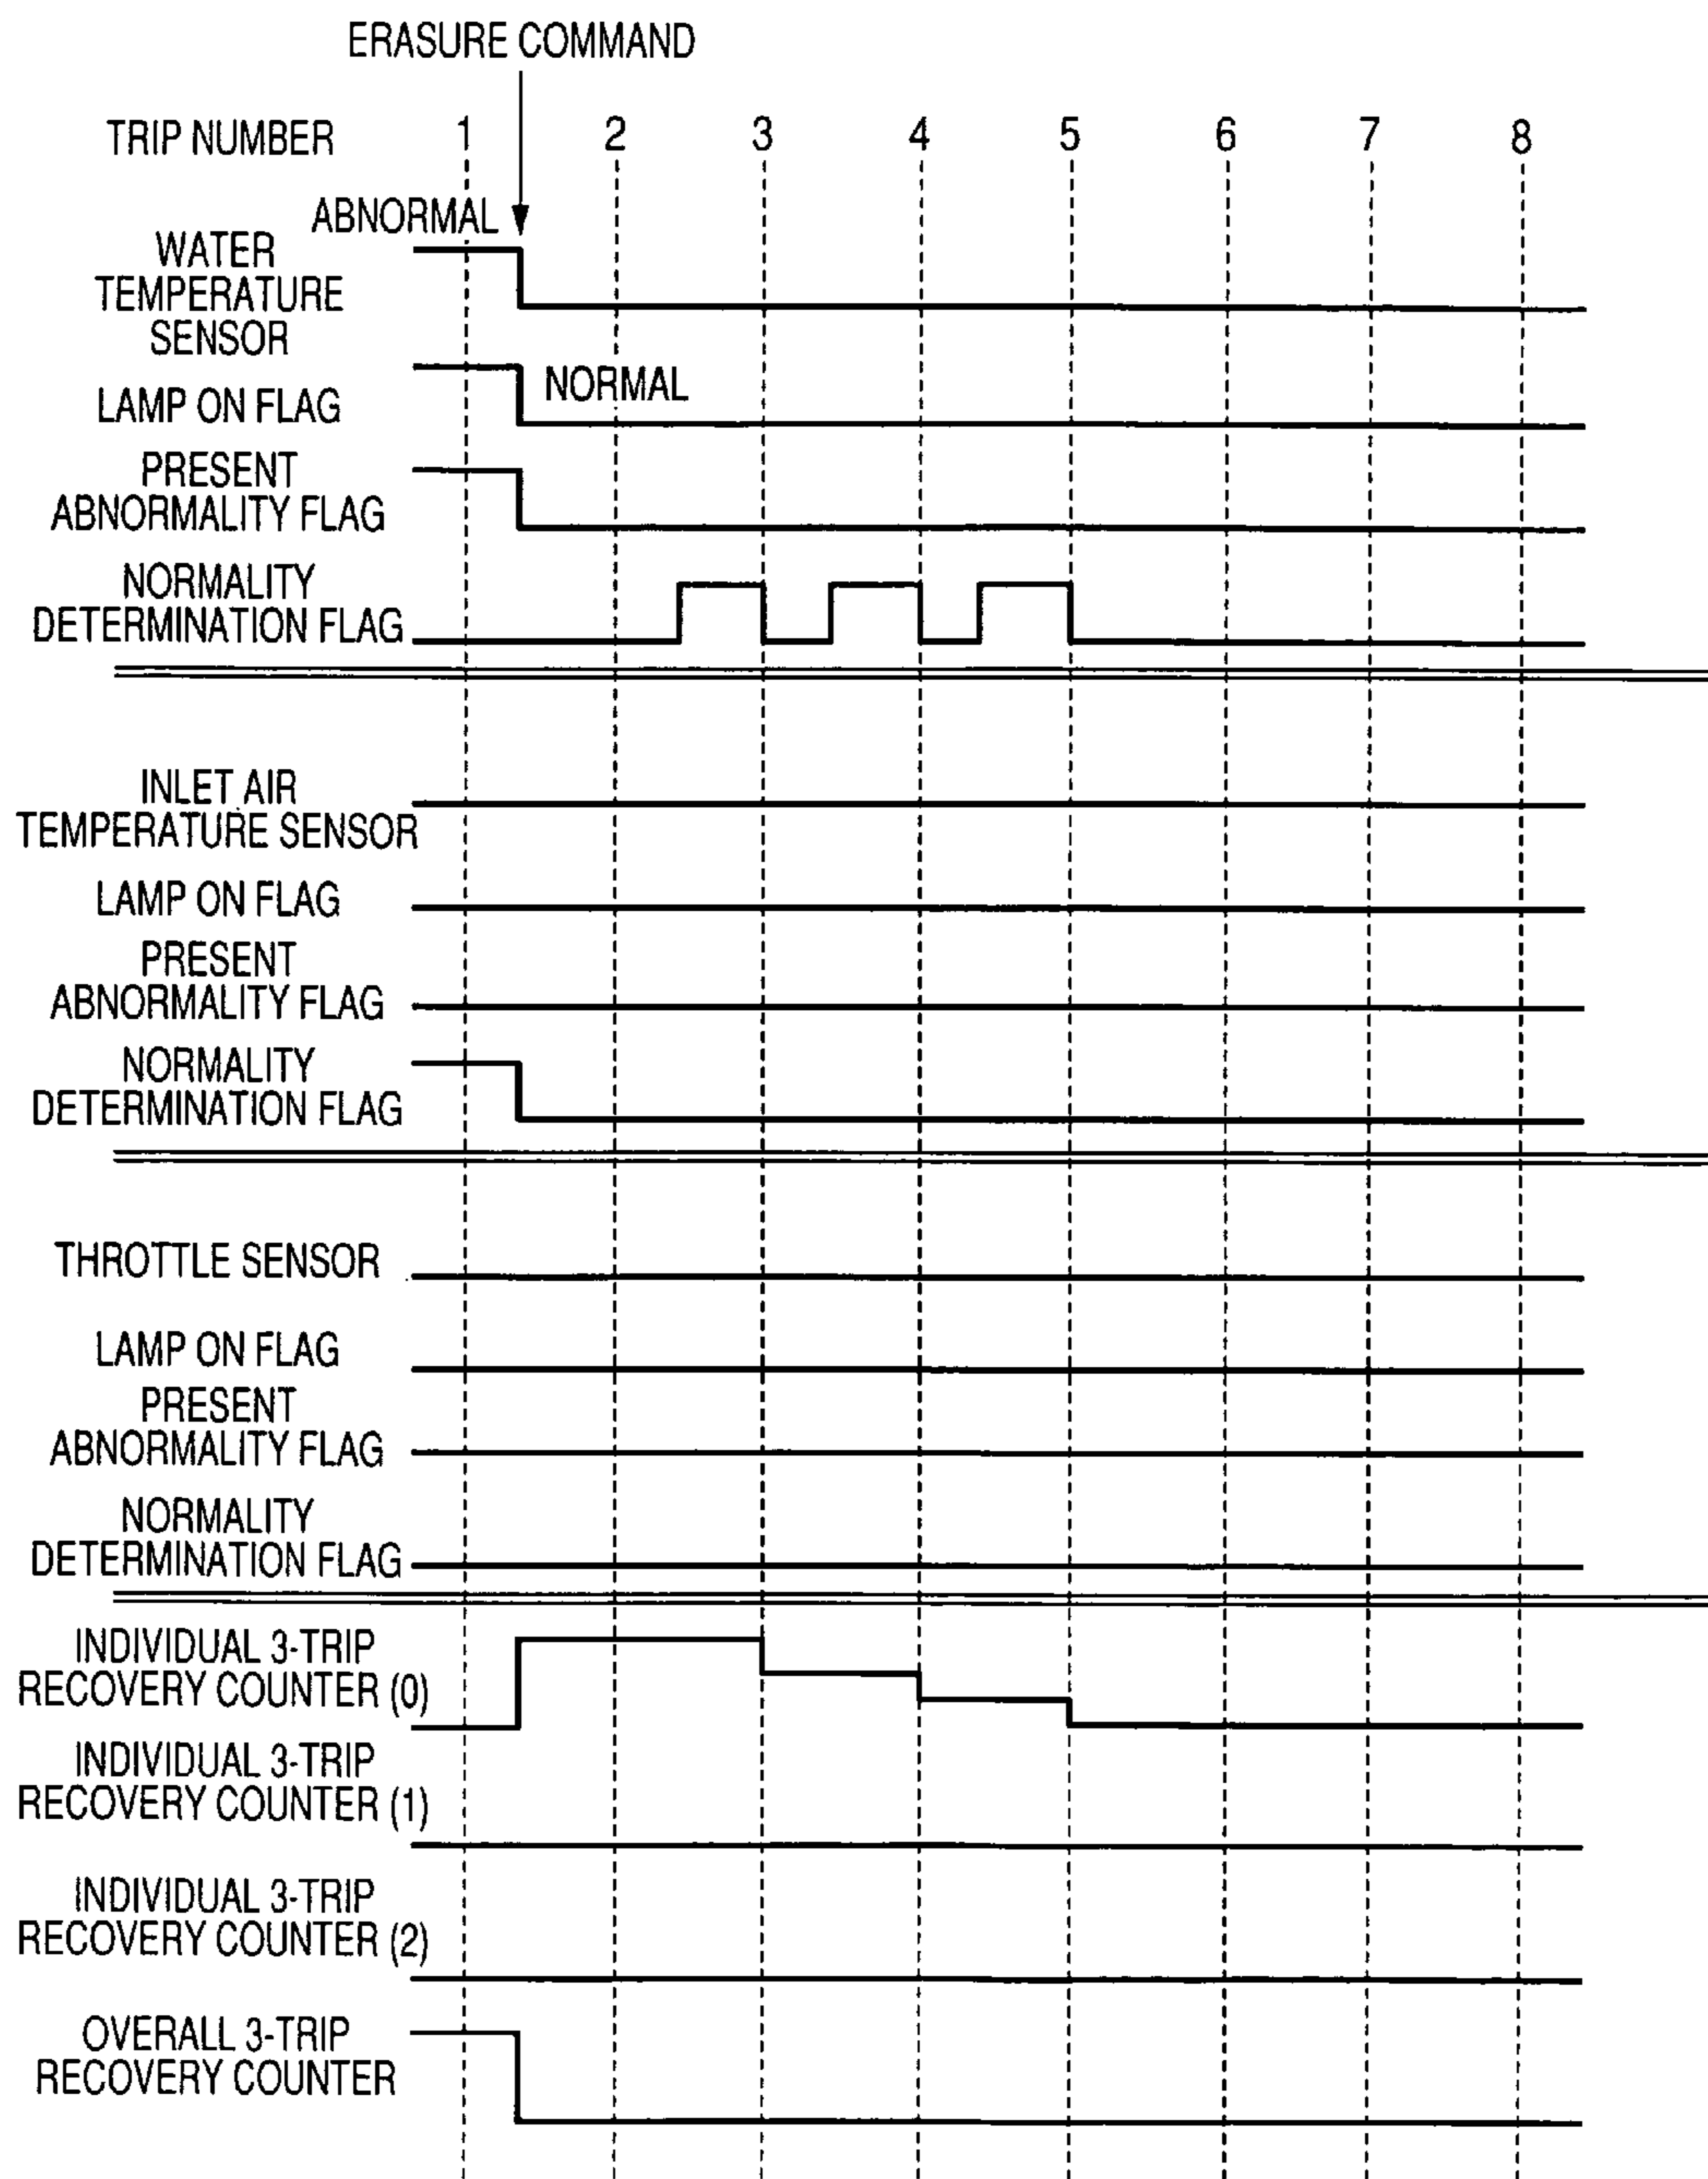 ERASURE COMMAND
TRIP NUMBER 1 2 3 4 5 6 7 8
ABNORMAL
WATER
TEMPERATURE
SENSOR
NORMAL
LAMP ON FLAG
PRESENT
ABNORMALITY FLAG
NORMALITY
DETERMINATION FLAG
INLET AIR
TEMPERATURE SENSOR
LAMP ON FLAG
PRESENT
ABNORMALITY FLAG
NORMALITY
DETERMINATION FLAG
THROTTLE SENSOR
LAMP ON FLAG
PRESENT
ABNORMALITY FLAG
NORMALITY
DETERMINATION FLAG
INDIVIDUAL 3-TRIP
RECOVERY COUNTER (0)
INDIVIDUAL 3-TRIP
RECOVERY COUNTER (1)
INDIVIDUAL 3-TRIP
RECOVERY COUNTER (2)
OVERALL 3-TRIP
RECOVERY COUNTER